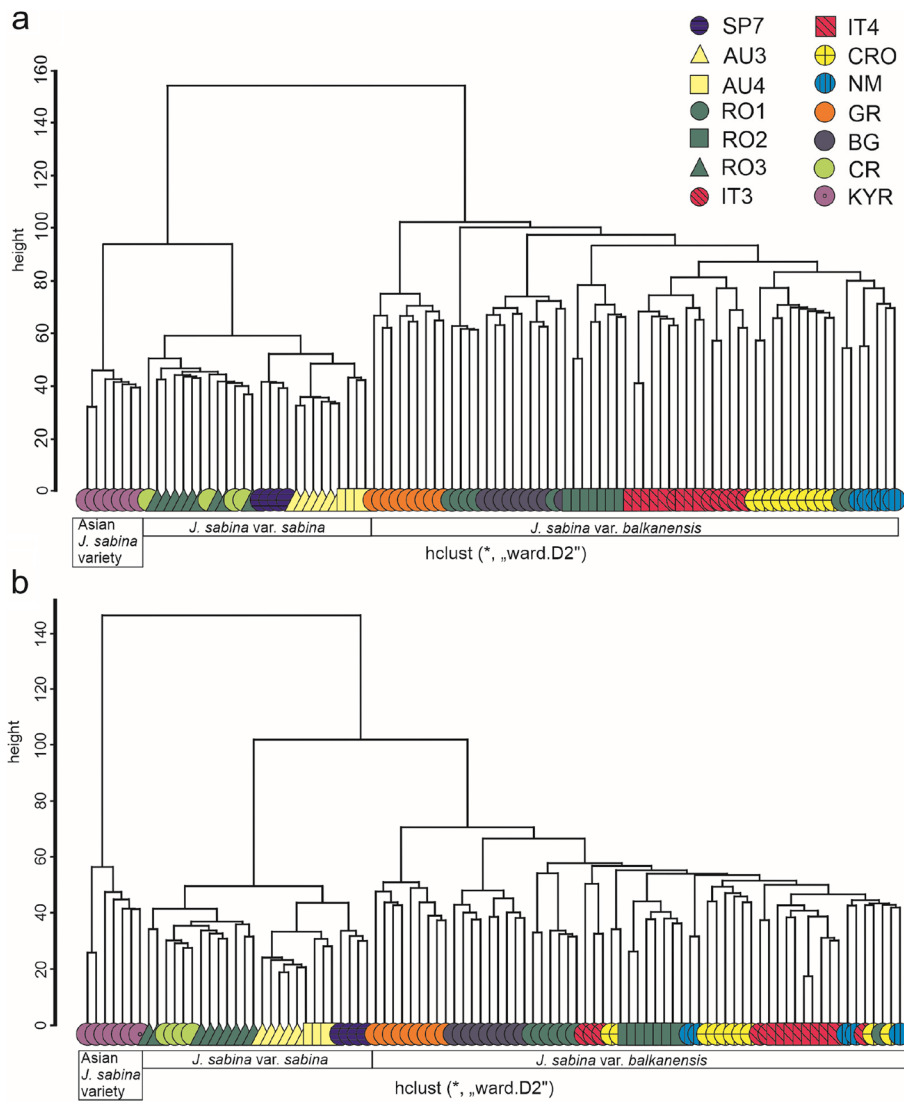 a
SP7
AU3
AU4
RO1
RO2
RO3
IT3
IT4
CRO
NM
GR
BG
CR
KYR
height
160
140
120
100
80
60
40
20
0
Asian
J. sabina
variety
J. sabina var. sabina
J. sabina var. balkanensis
hclust (*, „ward.D2")
b
height
140
120
100
80
60
40
20
0
Asian
J. sabina
variety
J. sabina var. sabina
J. sabina var. balkanensis
hclust (*, „ward.D2")